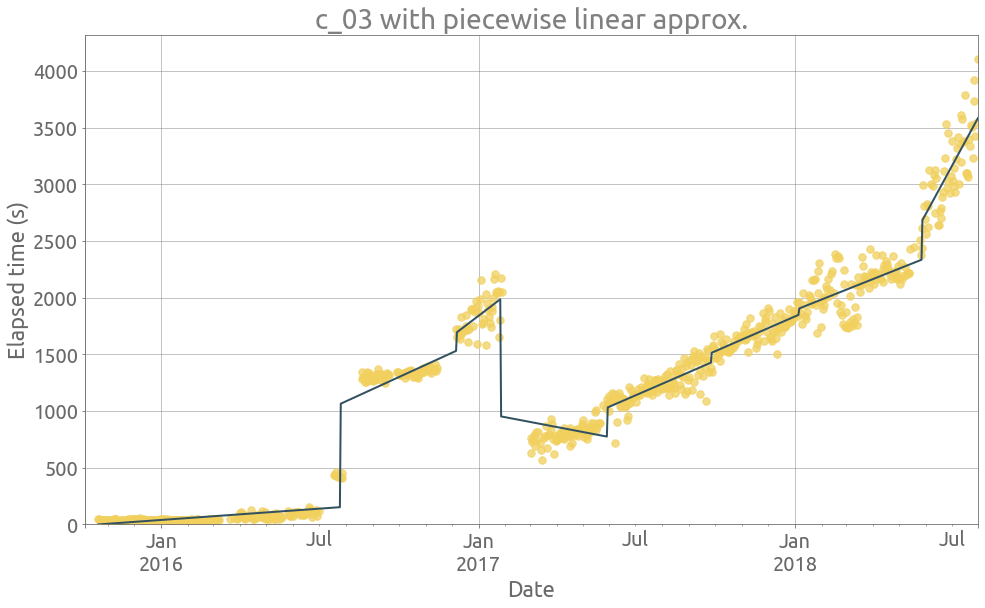 c_03 with piecewise linear approx.
Elapsed time (s)
4000
3500
3000
2500
2000
1500
1000
500
0
Jan
2016
Jul
Jan
2017
Jul
Jan
2018
Jul
Date